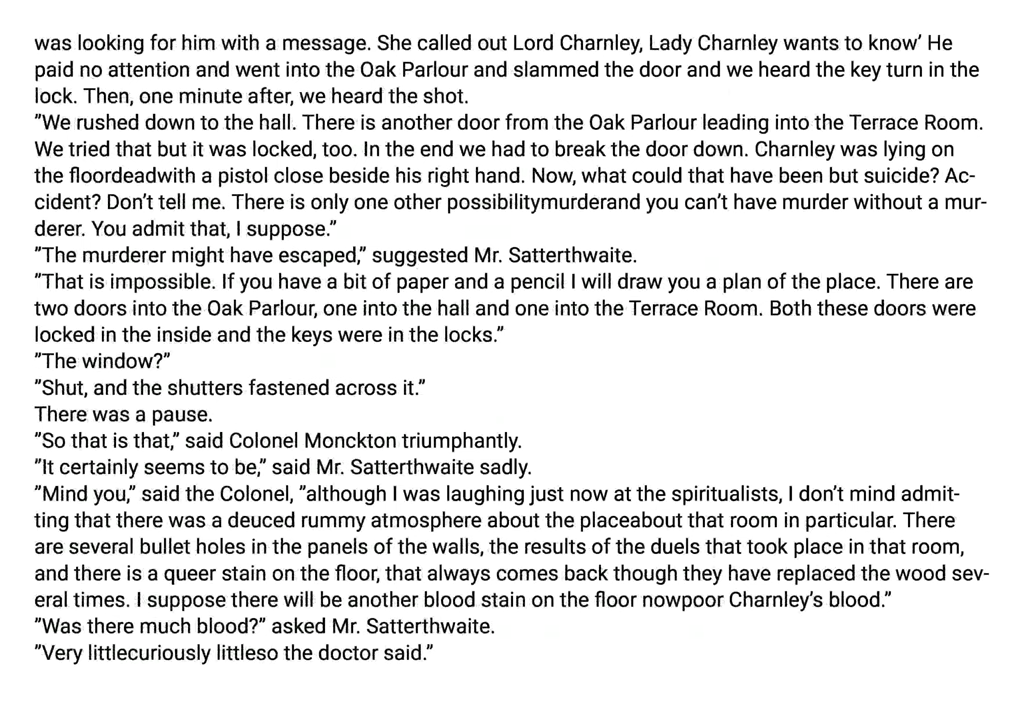 was looking for him with a message. She called out Lord Charnley, Lady Charnley wants to know’ He
paid no attention and went into the Oak Parlour and slammed the door and we heard the key turn in the
lock. Then, one minute after, we heard the shot.
”We rushed down to the hall. There is another door from the Oak Parlour leading into the Terrace Room.
We tried that but it was locked, too. In the end we had to break the door down. Charnley was lying on
the floordeadwith a pistol close beside his right hand. Now, what could that have been but suicide? Ac-
cident? Don’t tell me. There is only one other possibilitymurderand you can’t have murder without a mur-
derer. You admit that, I suppose.”
”The murderer might have escaped,” suggested Mr. Satterthwaite.
”That is impossible. If you have a bit of paper and a pencil I will draw you a plan of the place. There are
two doors into the Oak Parlour, one into the hall and one into the Terrace Room. Both these doors were
locked in the inside and the keys were in the locks.”
”The window?”
”Shut, and the shutters fastened across it.”
There was a pause.
”So that is that,” said Colonel Monckton triumphantly.
”It certainly seems to be,” said Mr. Satterthwaite sadly.
”Mind you,” said the Colonel, ”although I was laughing just now at the spiritualists, I don’t mind admit-
ting that there was a deuced rummy atmosphere about the placeabout that room in particular. There
are several bullet holes in the panels of the walls, the results of the duels that took place in that room,
and there is a queer stain on the floor, that always comes back though they have replaced the wood sev-
eral times. I suppose there will be another blood stain on the floor nowpoor Charnley’s blood.”
”Was there much blood?” asked Mr. Satterthwaite.
”Very littlecuriously littleso the doctor said.”